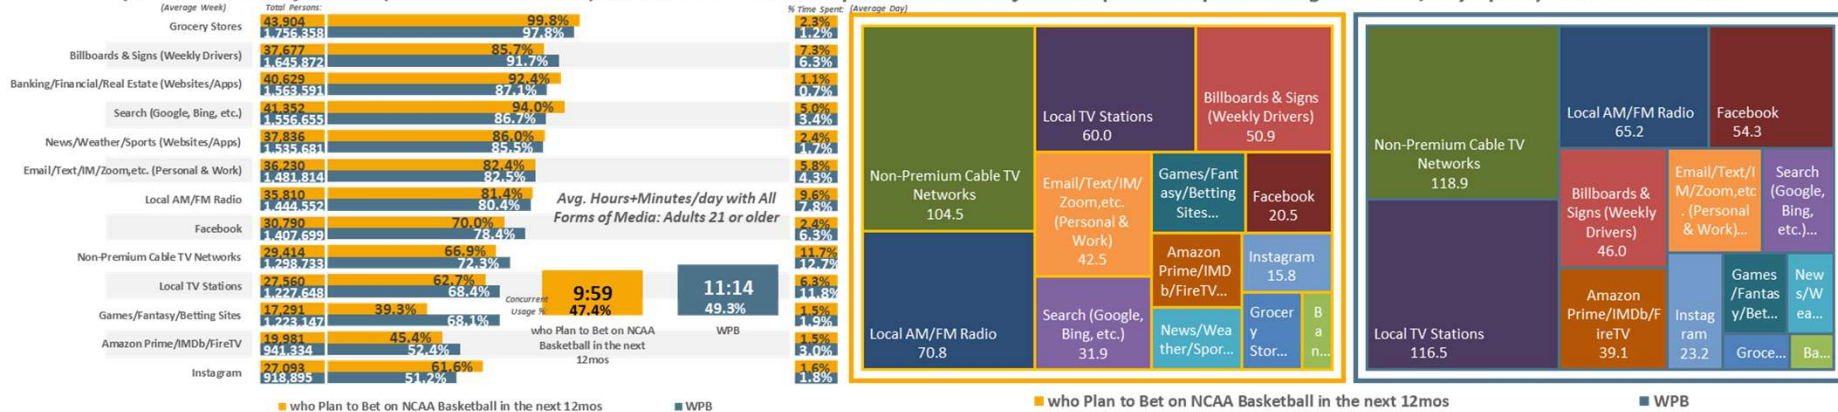 (Average Week)
Total Persons:
% Time Spent: (Average Day)
Grocery Stores
43,904
99.8%
2.3%
1,756,358
97.8%
1.2%
Billboards & Signs (Weekly Drivers)
37,677
85.7%
7.3%
1,645,872
91.7%
6.3%
Banking/Financial/Real Estate (Websites/Apps)
40,629
92.4%
1.1%
1,563,591
87.1%
0.7%
Search (Google, Bing, etc.)
41,352
94.0%
5.0%
1,556,655
86.7%
3.4%
News/Weather/Sports (Websites/Apps)
37,836
86.0%
2.4%
1,535,681
85.5%
1.7%
Email/Text/IM/Zoom,etc. (Personal & Work)
36,230
82.4%
5.8%
1,481,814
82.5%
4.3%
Local AM/FM Radio
35,810
81.4%
9.6%
1,444,552
80.4%
7.8%
Facebook
30,790
70.0%
2.4%
1,407,699
78.4%
6.3%
Non-Premium Cable TV Networks
29,414
66.9%
11.7%
1,298,733
72.3%
12.7%
Local TV Stations
27,560
62.7%
6.3%
1,227,648
68.4%
11.8%
Games/Fantasy/Betting Sites
17,291
39.3%
1.5%
1,223,147
68.1%
1.9%
Amazon Prime/IMDb/FireTV
19,981
45.4%
1.5%
941,334
52.4%
3.0%
Instagram
27,093
61.6%
1.6%
918,895
51.2%
1.8%
Avg. Hours+Minutes/day with All
Forms of Media: Adults 21 or older
Concurrent
Usage %:
9:59
47.4%
11:14
49.3%
who Plan to Bet on NCAA
Basketball in the next
12mos
WPB
who Plan to Bet on NCAA Basketball in the next 12mos
WPB
Non-Premium Cable TV
Networks
104.5
Local AM/FM Radio
70.8
Local TV Stations
60.0
Billboards & Signs
(Weekly Drivers)
50.9
Email/Text/IM/
Zoom,etc.
(Personal &
Work)
42.5
Search (Google,
Bing, etc.)
31.9
Games/Fant
asy/Betting
Sites...
Facebook
20.5
Amazon
Prime/IMD
b/FireTV...
Instagram
15.8
News/Wea
ther/Spor...
Grocer
y
Stor...
B
a
n...
who Plan to Bet on NCAA Basketball in the next 12mos
Non-Premium Cable TV
Networks
118.9
Local TV Stations
116.5
Local AM/FM Radio
65.2
Facebook
54.3
Billboards &
Signs (Weekly
Drivers)
46.0
Email/Text/I
M/Zoom,etc
. (Personal
& Work)...
Search
(Google,
Bing,
etc.)...
Amazon
Prime/IMDb/F
ireTV
39.1
Instag
ram
23.2
Games
/Fantas
y/Bet...
New
s/W
ea...
Groce...
Ba...
WPB